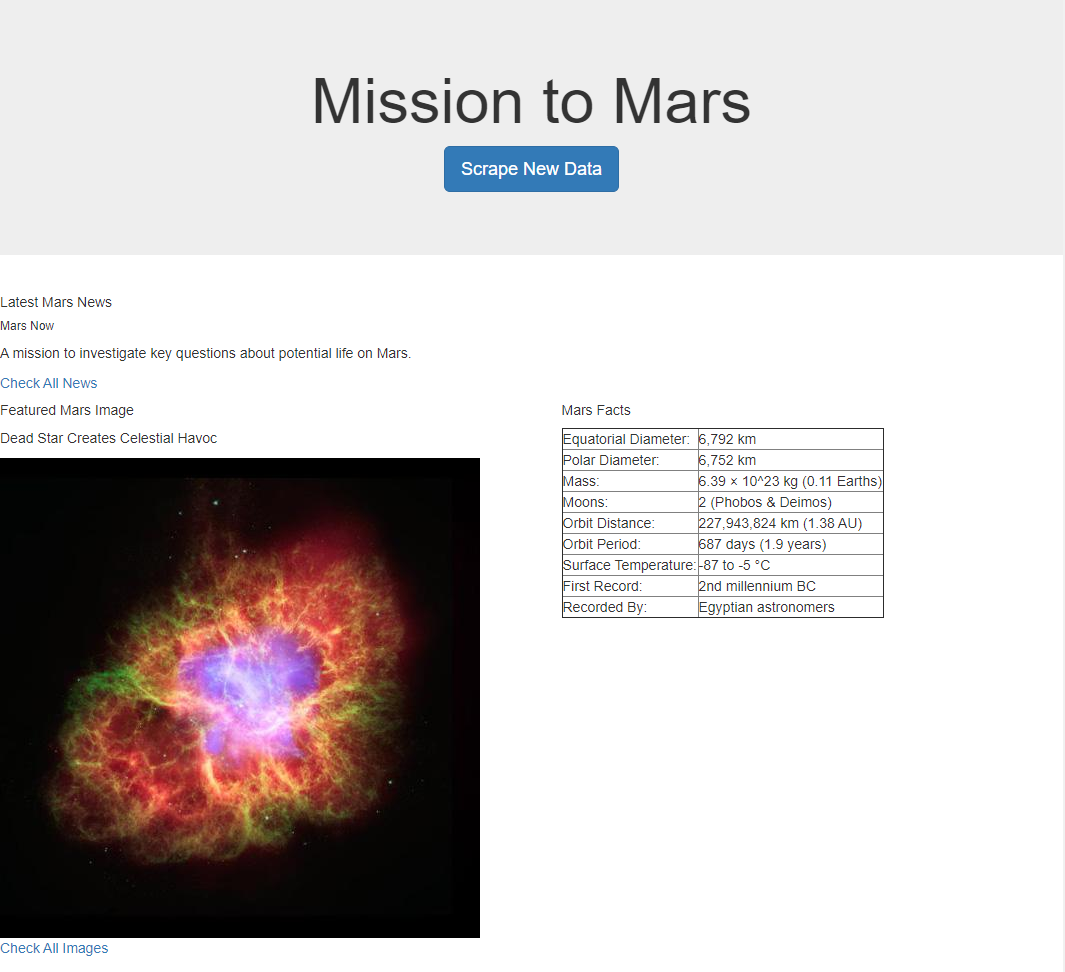 Mission to Mars
Scrape New Data
Latest Mars News
Mars Now
A mission to investigate key questions about potential life on Mars.
Check All News
Featured Mars Image
Dead Star Creates Celestial Havoc
Check All Images
Mars Facts
Equatorial Diameter: 6,792 km
Polar Diameter: 6,752 km
Mass: 6.39 × 10^23 kg (0.11 Earths)
Moons: 2 (Phobos & Deimos)
Orbit Distance: 227,943,824 km (1.38 AU)
Orbit Period: 687 days (1.9 years)
Surface Temperature: -87 to -5 °C
First Record: 2nd millennium BC
Recorded By: Egyptian astronomers